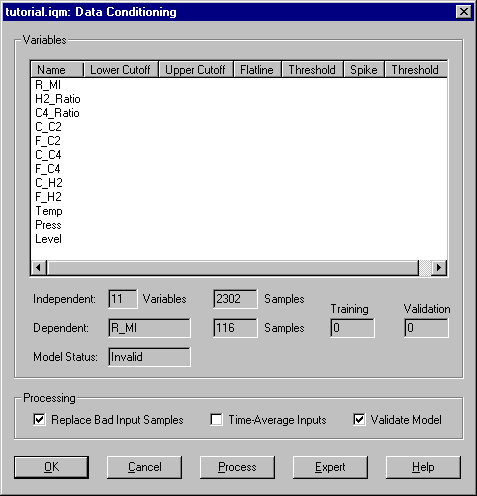 tutorial.iqm: Data Conditioning
Variables
Name Lower Cutoff Upper Cutoff Flatline Threshold Spike Threshold
R_MI
H2_Ratio
C4_Ratio
C_C2
F_C2
C_C4
F_C4
C_H2
F_H2
Temp
Press
Level
Independent: 11 Variables 2302 Samples
Training Validation
Dependent: R_MI 116 Samples 0 0
Model Status: Invalid
Processing
Replace Bad Input Samples Time-Average Inputs Validate Model
OK Cancel Process Expert Help